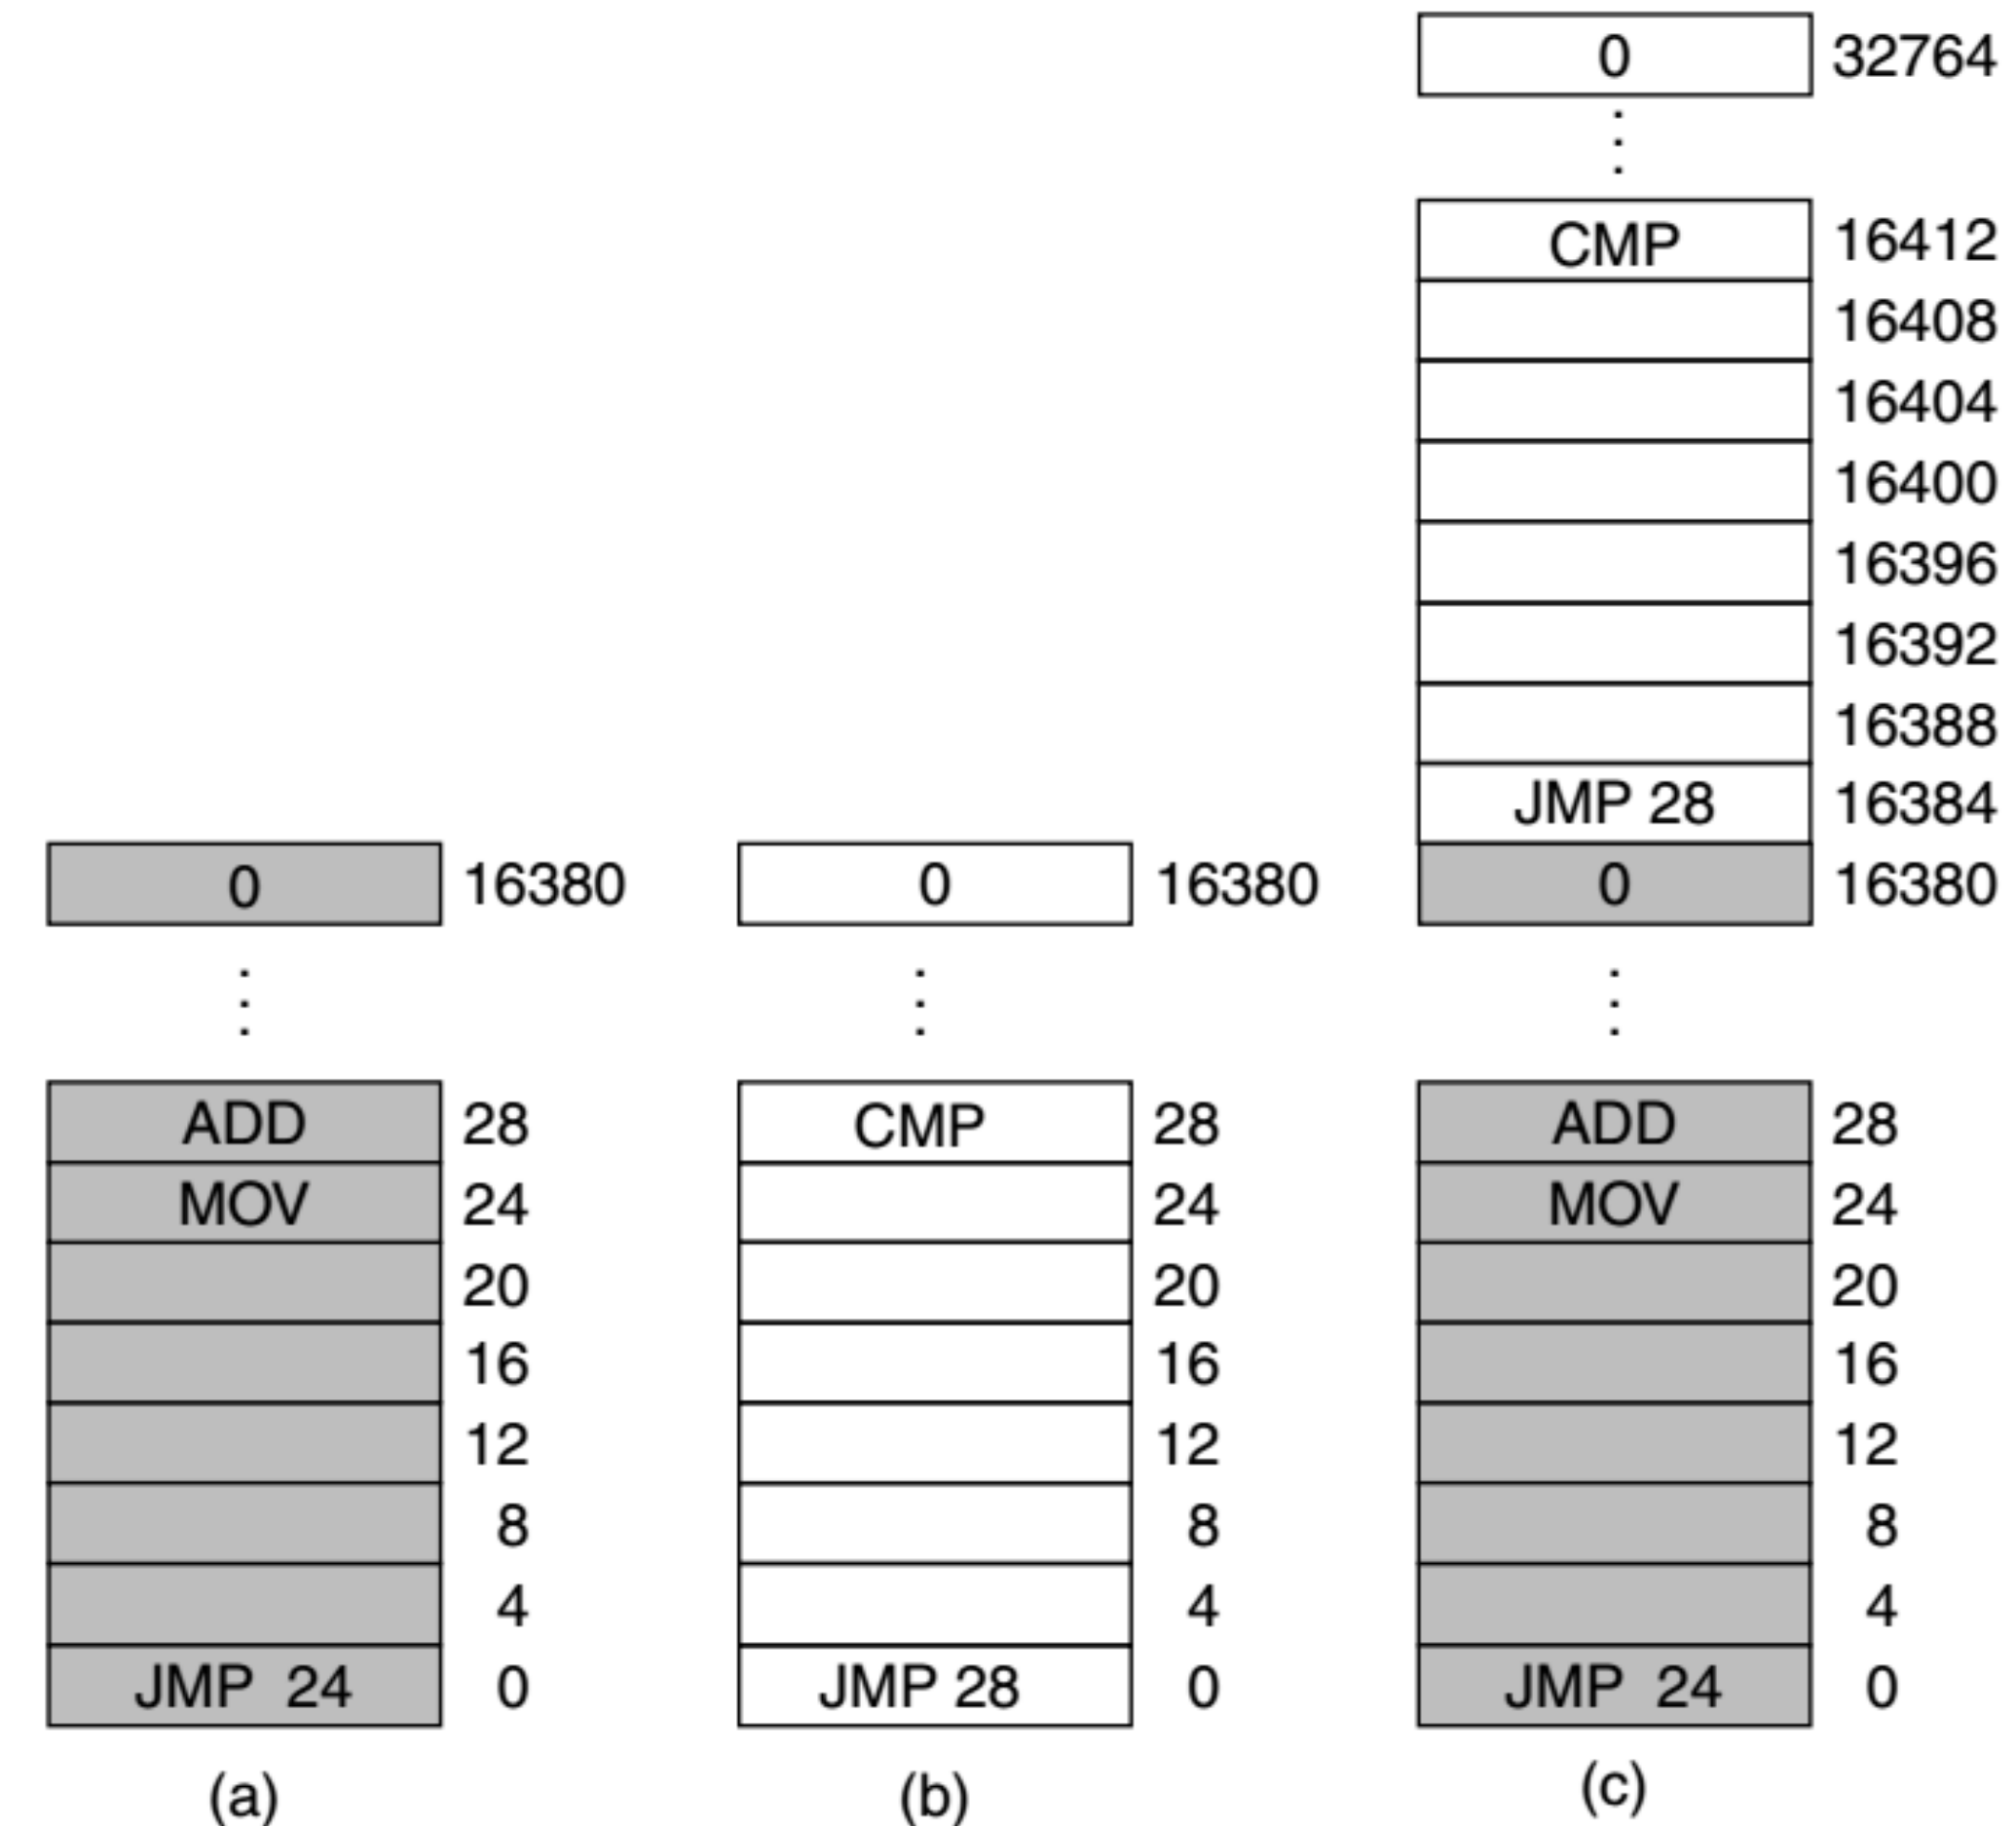 0 32764
CMP 16412
16408
16404
16400
16396
16392
16388
JMP 28 16384
0 16380 0 16380 0 16380
ADD 28 CMP 28 ADD 28
MOV 24 24 MOV 24
20 20 20
16 16 16
12 12 12
8 8 8
4 4 4
JMP 24 0 JMP 28 0 JMP 24 0
(a) (b) (c)